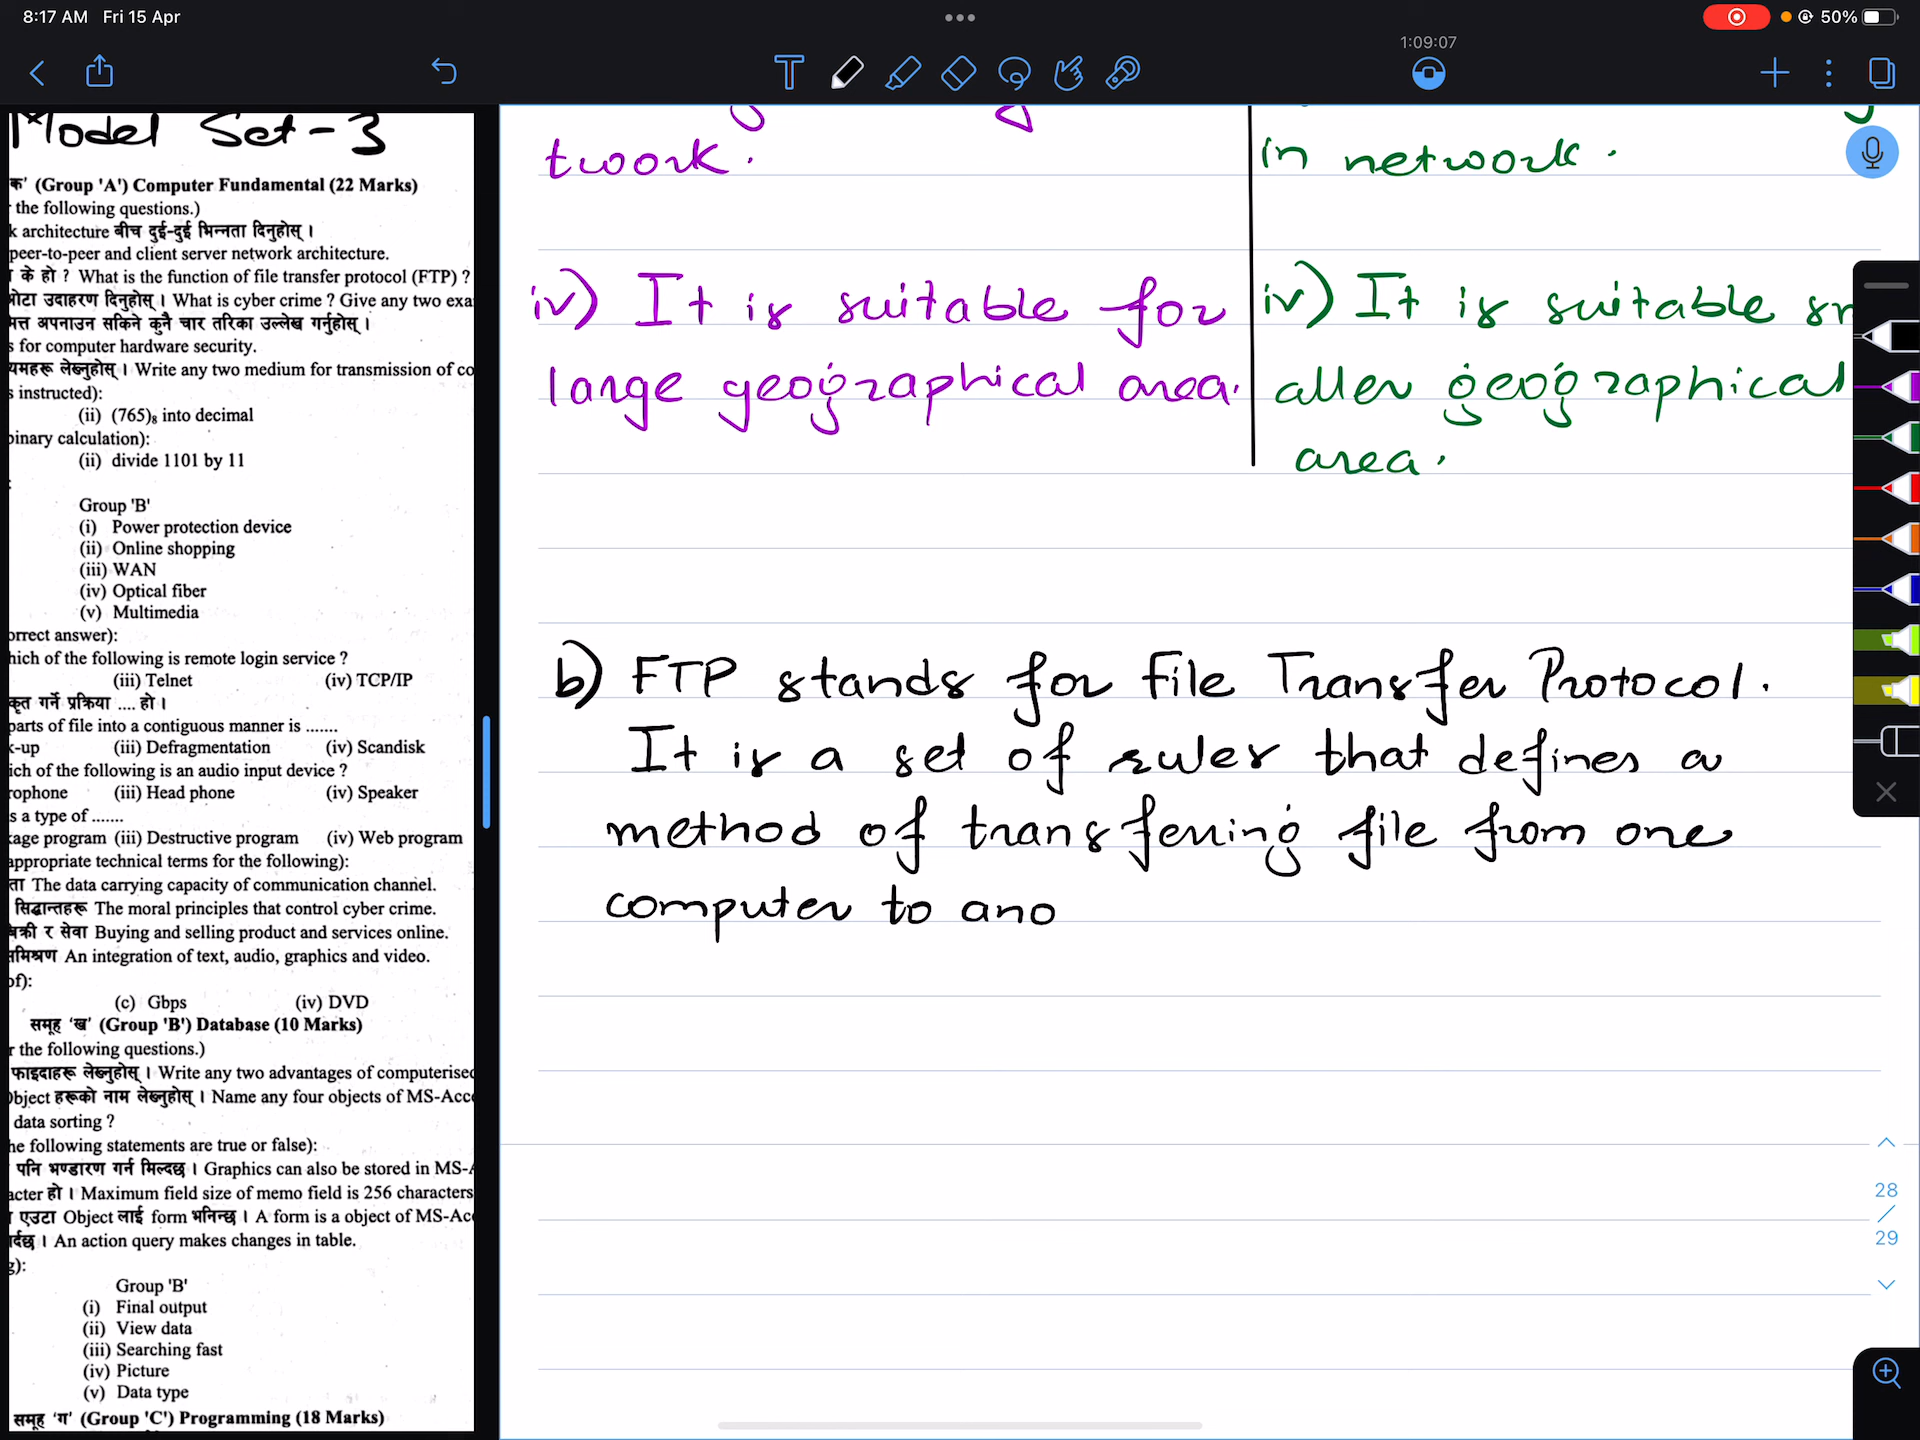 8:17 AM Fri 15 Apr
50%
1:09:07
Model Set-3
क' (Group 'A') Computer Fundamental (22 Marks)
the following questions.)
k architecture बीच दुई-दुई भिन्नता दिनुहोस् ।
peer-to-peer and client server network architecture.
के हो ? What is the function of file transfer protocol (FTP) ?
उदाहरण दिनुहोस् । What is cyber crime ? Give any two exa
अपनाउन सकिने कुनै चार तरिका उल्लेख गर्नुहोस् ।
s for computer hardware security.
यमहरू लेख्नुहोस् । Write any two medium for transmission of co
s instructed):
(ii) (765)₈ into decimal
binary calculation):
(ii) divide 1101 by 11
:
Group 'B'
(i) Power protection device
(ii) Online shopping
(iii) WAN
(iv) Optical fiber
(v) Multimedia
orrect answer):
hich of the following is remote login service ?
(iii) Telnet (iv) TCP/IP
कृत गर्ने प्रक्रिया .... हो ।
parts of file into a contiguous manner is .......
k-up (iii) Defragmentation (iv) Scandisk
ich of the following is an audio input device ?
rophone (iii) Head phone (iv) Speaker
s a type of .......
kage program (iii) Destructive program (iv) Web program
appropriate technical terms for the following):
ता The data carrying capacity of communication channel.
सिद्धान्तहरू The moral principles that control cyber crime.
बिक्री र सेवा Buying and selling product and services online.
मिश्रण An integration of text, audio, graphics and video.
of):
(c) Gbps (iv) DVD
समूह 'ख' (Group 'B') Database (10 Marks)
r the following questions.)
फाइदाहरू लेख्नुहोस् । Write any two advantages of computerised
Object हरूको नाम लेख्नुहोस् । Name any four objects of MS-Acc
data sorting ?
he following statements are true or false):
पनि भण्डारण गर्न मिल्दछ । Graphics can also be stored in MS-A
acter हो । Maximum field size of memo field is 256 characters
एउटा Object लाई form भनिन्छ । A form is a object of MS-Acc
र्दछ । An action query makes changes in table.
g):
Group 'B'
(i) Final output
(ii) View data
(iii) Searching fast
(iv) Picture
(v) Data type
समूह 'ग' (Group 'C') Programming (18 Marks)
twork.
iv) It is suitable for
large geographical area.
in network.
iv) It is suitable sm
aller geographical
area.
b) FTP stands for File Transfer Protocol.
It is a set of rules that defines a
method of transferring file from one
computer to ano
28
/
29